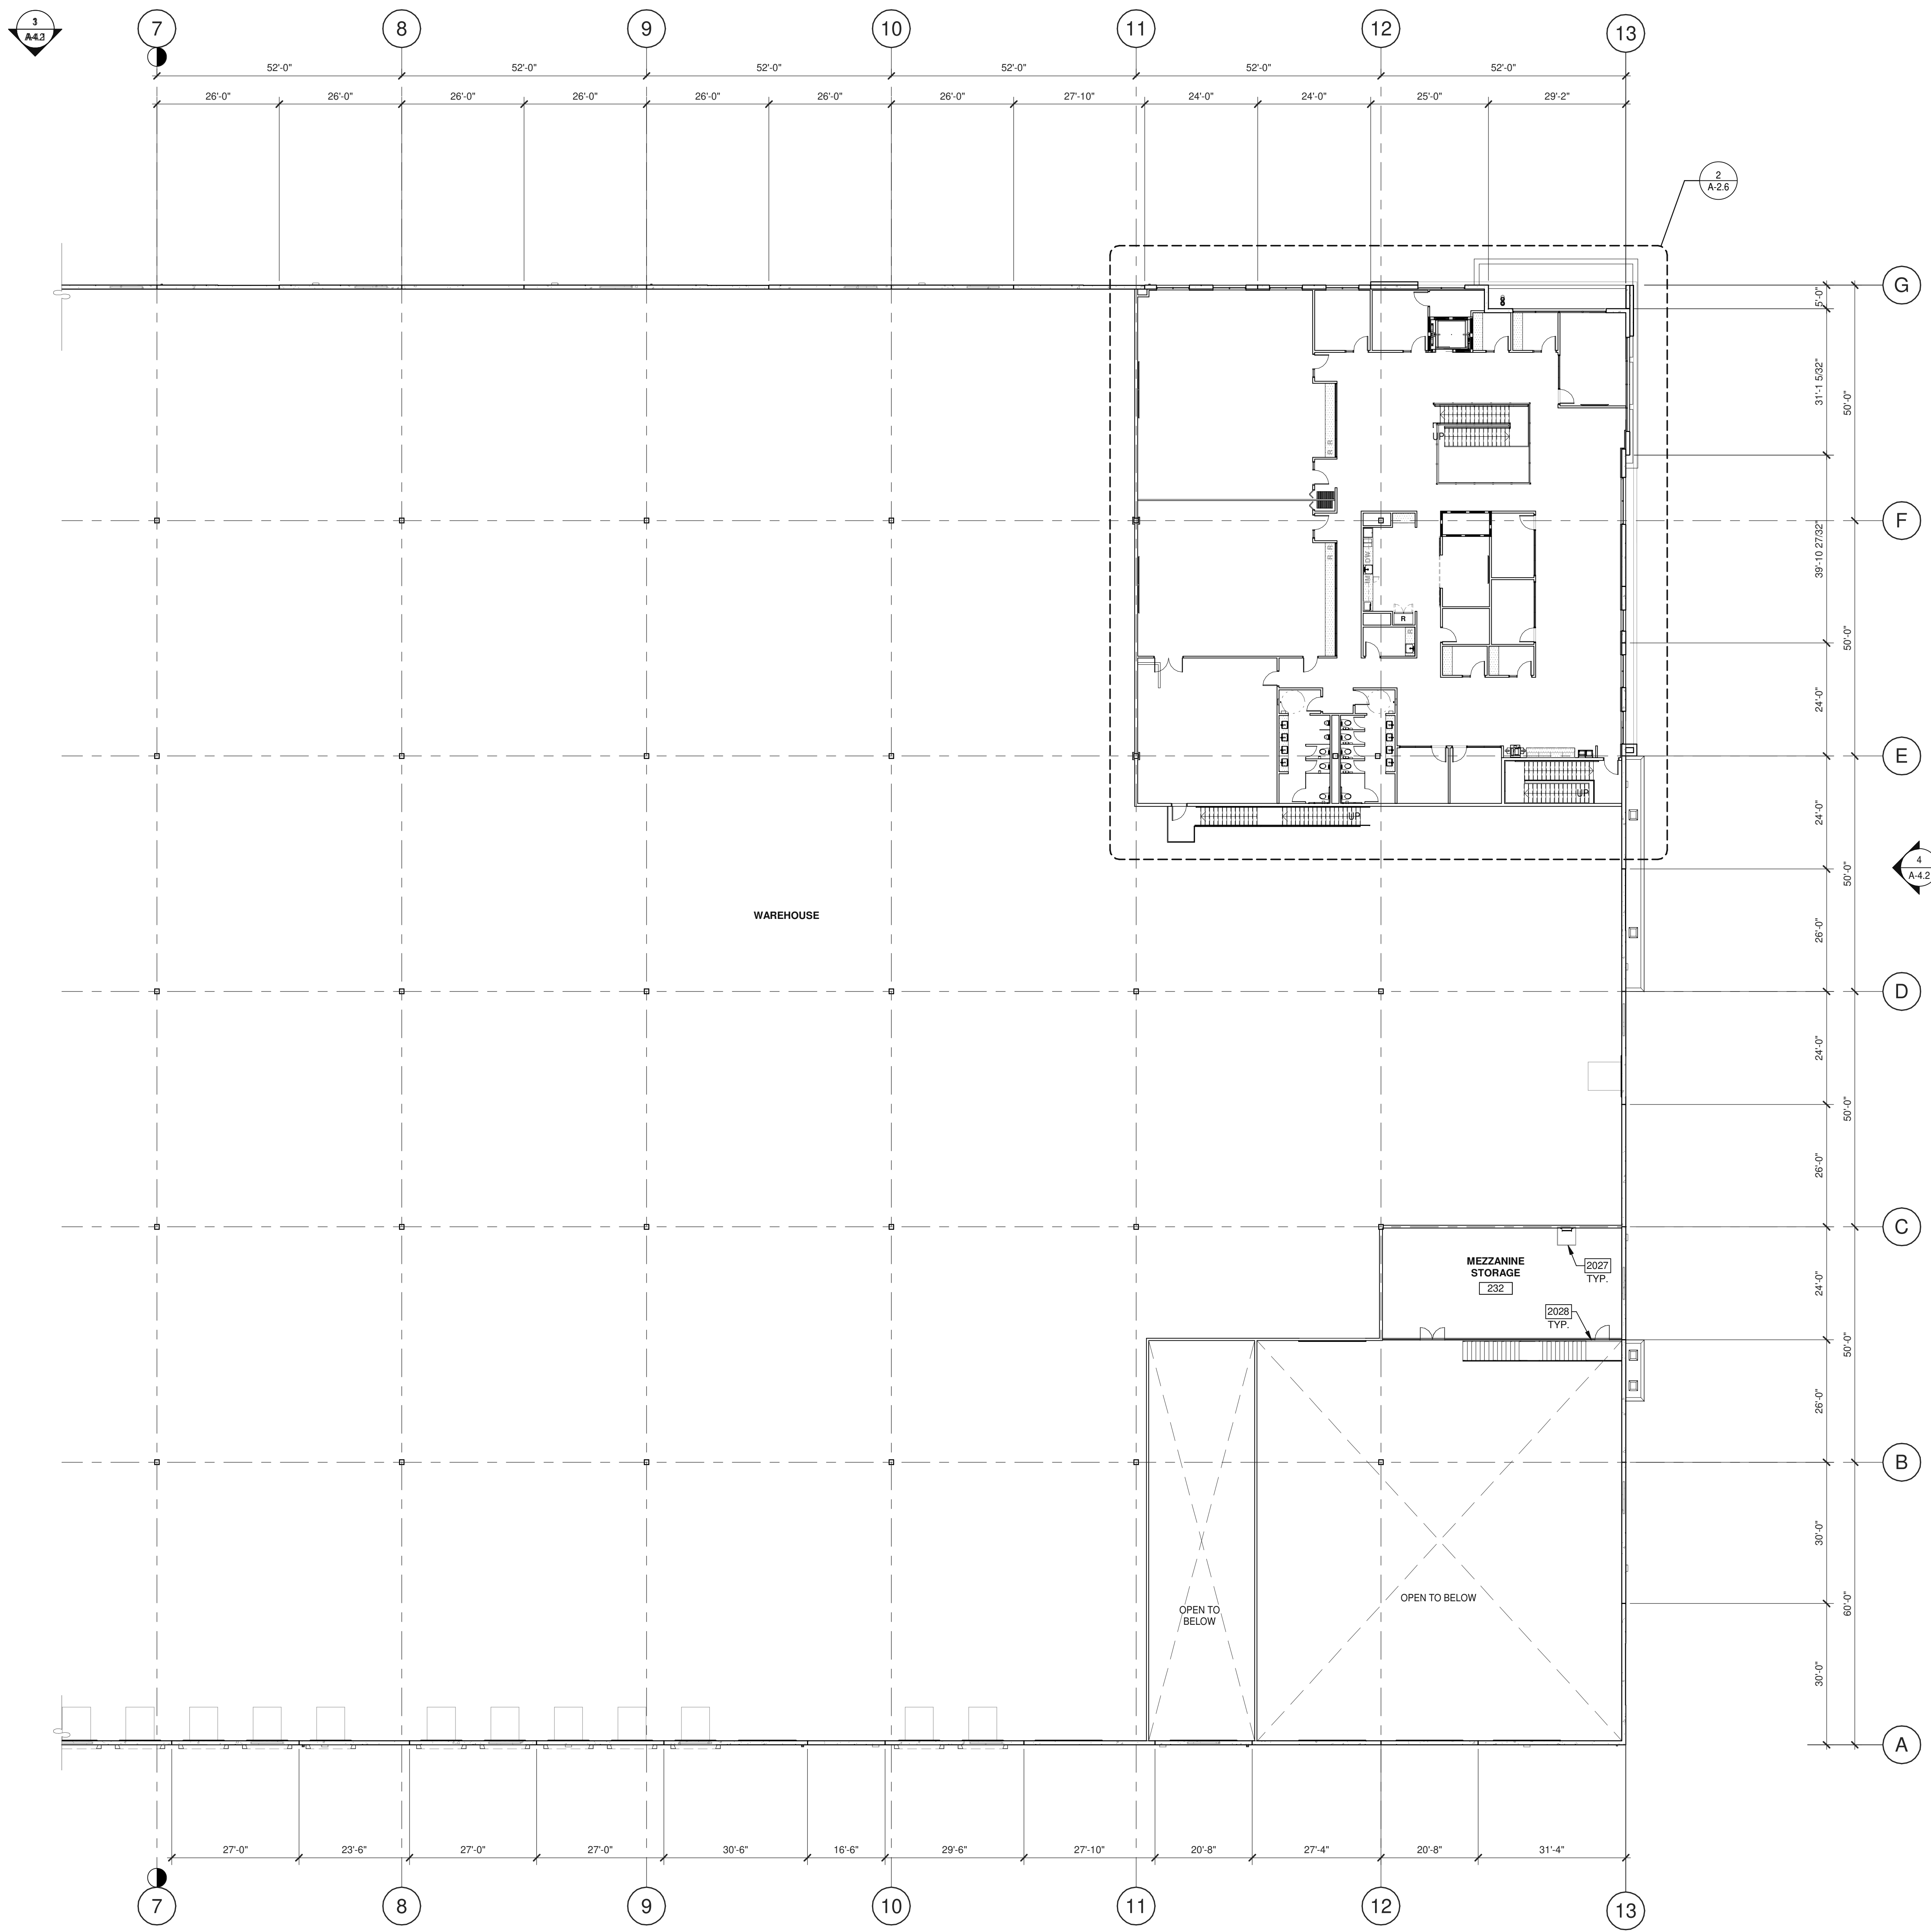 3
7
8
9
10
11
12
13
52'-0"
52'-0"
52'-0"
52'-0"
52'-0"
52'-0"
26'-0"
26'-0"
26'-0"
26'-0"
26'-0"
26'-0"
26'-0"
27'-10"
24'-0"
24'-0"
25'-0"
29'-2"
2
A-2.6
G
5'-0"
31'-1 5/32"
50'-0"
UP
R R
F
39'-10 27/32"
R R
DW
R
R
50'-0"
24'-0"
E
UP
UP
24'-0"
50'-0"
4
A-4.2
WAREHOUSE
26'-0"
D
24'-0"
50'-0"
26'-0"
C
MEZZANINE
STORAGE
232
2027
TYP.
2028
TYP.
24'-0"
50'-0"
26'-0"
B
30'-0"
OPEN TO BELOW
OPEN TO
BELOW
60'-0"
30'-0"
A
27'-0"
23'-6"
27'-0"
27'-0"
30'-6"
16'-6"
29'-6"
27'-10"
20'-8"
27'-4"
20'-8"
31'-4"
7
8
9
10
11
12
13